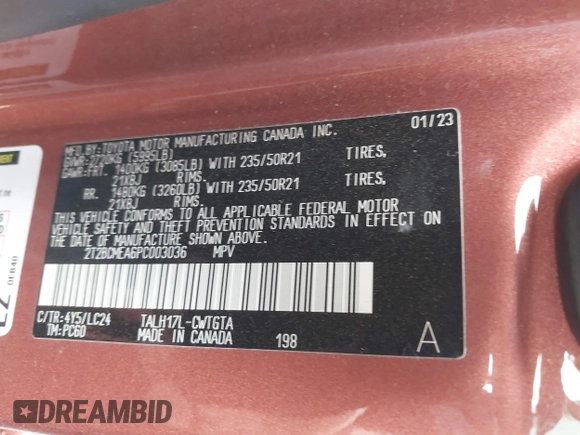 MFD.BY:TOYOTA MOTOR MANUFACTURING CANADA INC. 01/23
GVWR:2720KG (5995LB)
GAWR:FRT. 1400KG (3085LB) WITH 235/50R21 TIRES,
21X8J RIMS.
RR. 1480KG (3260LB) WITH 235/50R21 TIRES,
21X8J RIMS.
THIS VEHICLE CONFORMS TO ALL APPLICABLE FEDERAL MOTOR
VEHICLE SAFETY AND THEFT PREVENTION STANDARDS IN EFFECT
ON THE DATE OF MANUFACTURE SHOWN ABOVE.
2T2BCMEA6PC003036 MPV
C/TR:4Y5/LC24 TALH17L-CWTGTA
TM:PC60 MADE IN CANADA 198 A
0EB40
DREAMBID